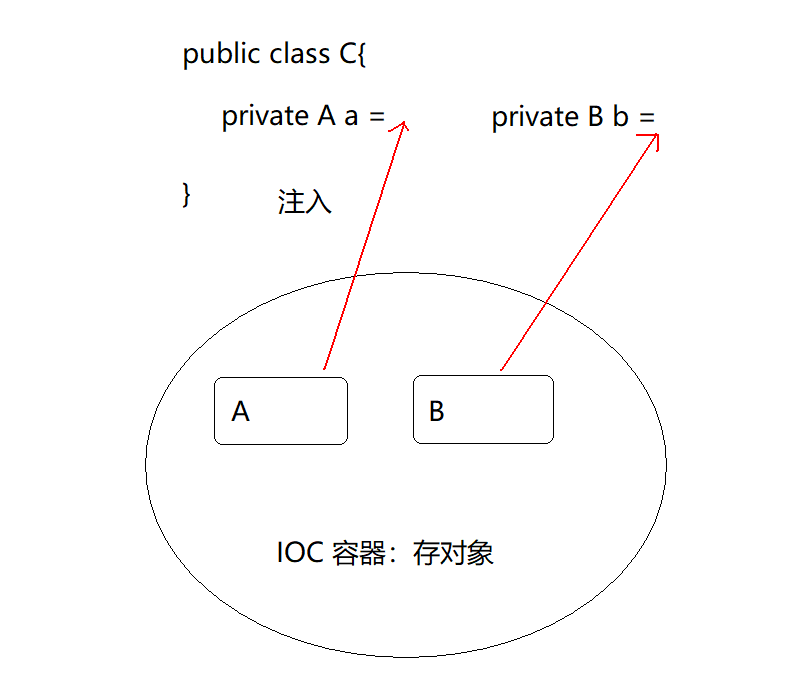 public class C{
private A a =
private B b =
}
注入
A
B
IOC 容器：存对象